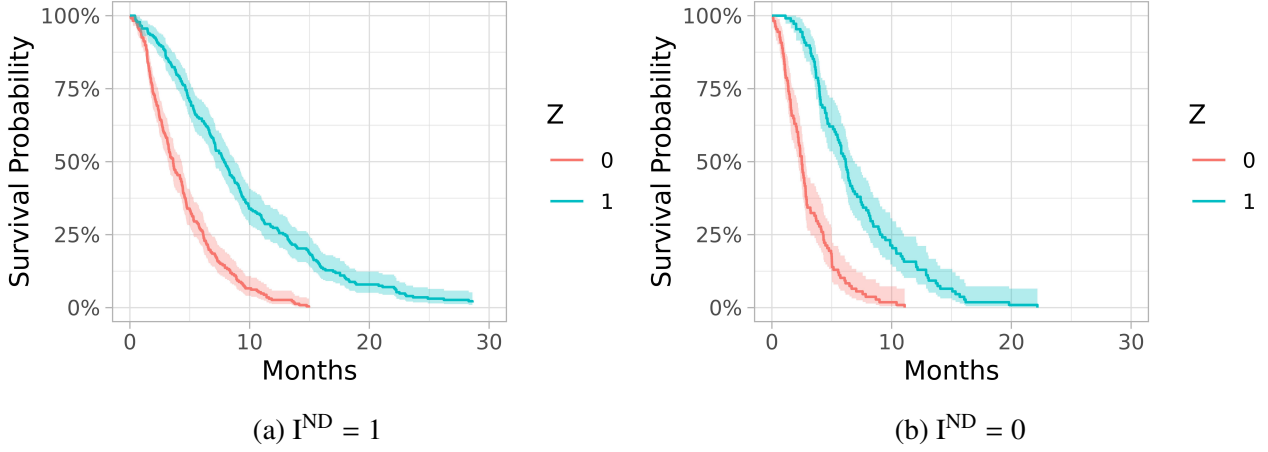 100%
75%
50%
25%
0%
Survival Probability
0
10
20
30
Months
Z
0
1
(a) I^ND = 1
100%
75%
50%
25%
0%
Survival Probability
0
10
20
30
Months
Z
0
1
(b) I^ND = 0